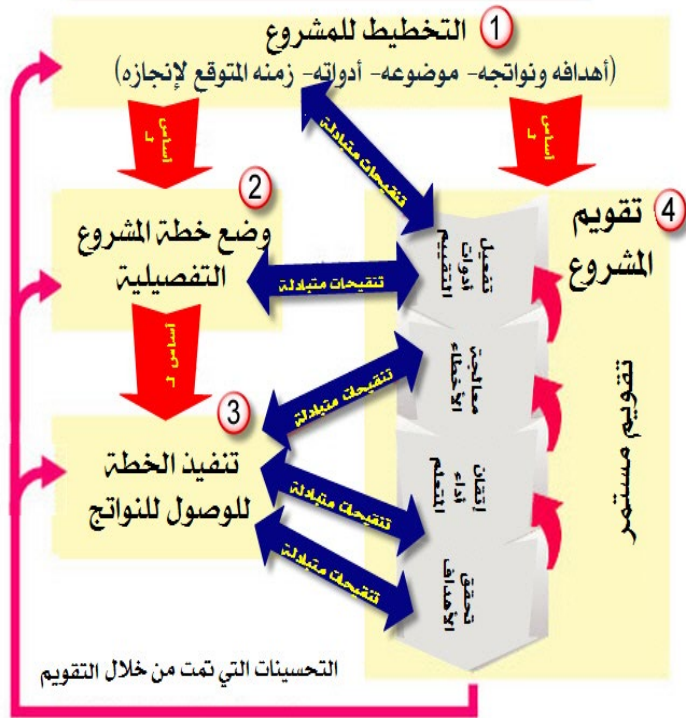 1 التخطيط للمشروع
(أهدافه ونواتجه- موضوعه- أدواته- زمنه المتوقع لإنجازه)
أساس لـ
أساس لـ
2
وضع خطة المشروع
التفصيلية
أساس لـ
3
تنفيذ الخطة
للوصول للنواتج
4 تقويم
المشروع
تقويم مستمر
تنقيحات متبادلة
تنقيحات متبادلة
تنقيحات متبادلة
تنقيحات متبادلة
تنقيحات متبادلة
تفعيل
أدوات
التقييم
معالجة
الأخطاء
إتقان
أداء
المتعلم
تحقق
الأهداف
التحسينات التي تمت من خلال التقويم